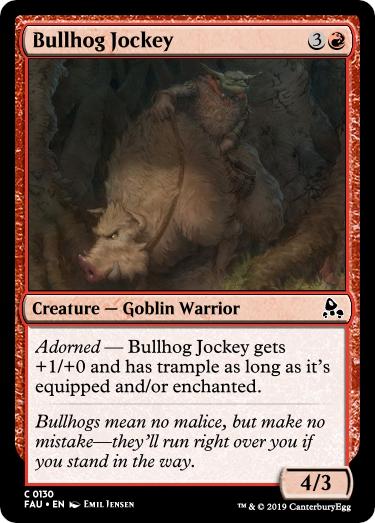 Bullhog Jockey 3
Creature — Goblin Warrior
Adorned — Bullhog Jockey gets
+1/+0 and has trample as long as it's
equipped and/or enchanted.
Bullhogs mean no malice, but make no
mistake—they'll run right over you if
you stand in the way.
4/3
C 0130
FAU • EN EMIL JENSEN
™ & © 2019 CanterburyEgg